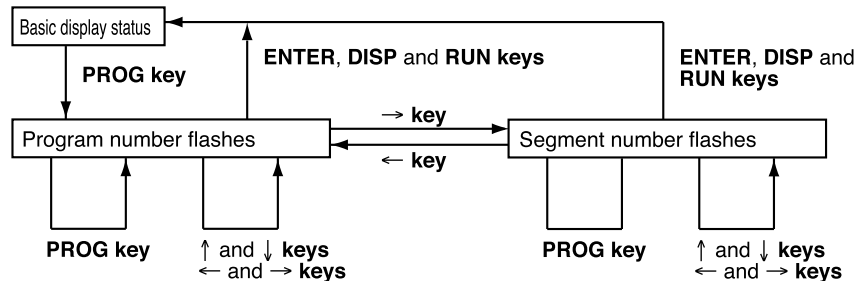 Basic display status
PROG key
ENTER, DISP and RUN keys
ENTER, DISP and
RUN keys
Program number flashes
→ key
← key
Segment number flashes
PROG key
↑ and ↓ keys
← and → keys
PROG key
↑ and ↓ keys
← and → keys